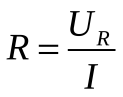 R = U_R / I